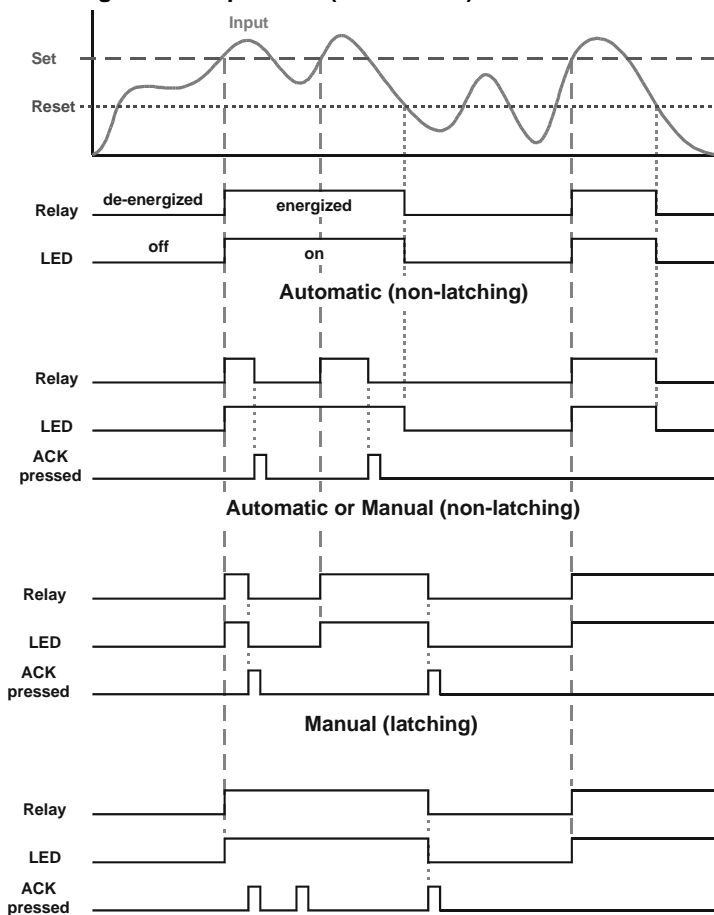 Input
Set
Reset
Relay
de-energized
energized
LED
off
on
Automatic (non-latching)
Relay
LED
ACK
pressed
Automatic or Manual (non-latching)
Relay
LED
ACK
pressed
Manual (latching)
Relay
LED
ACK
pressed